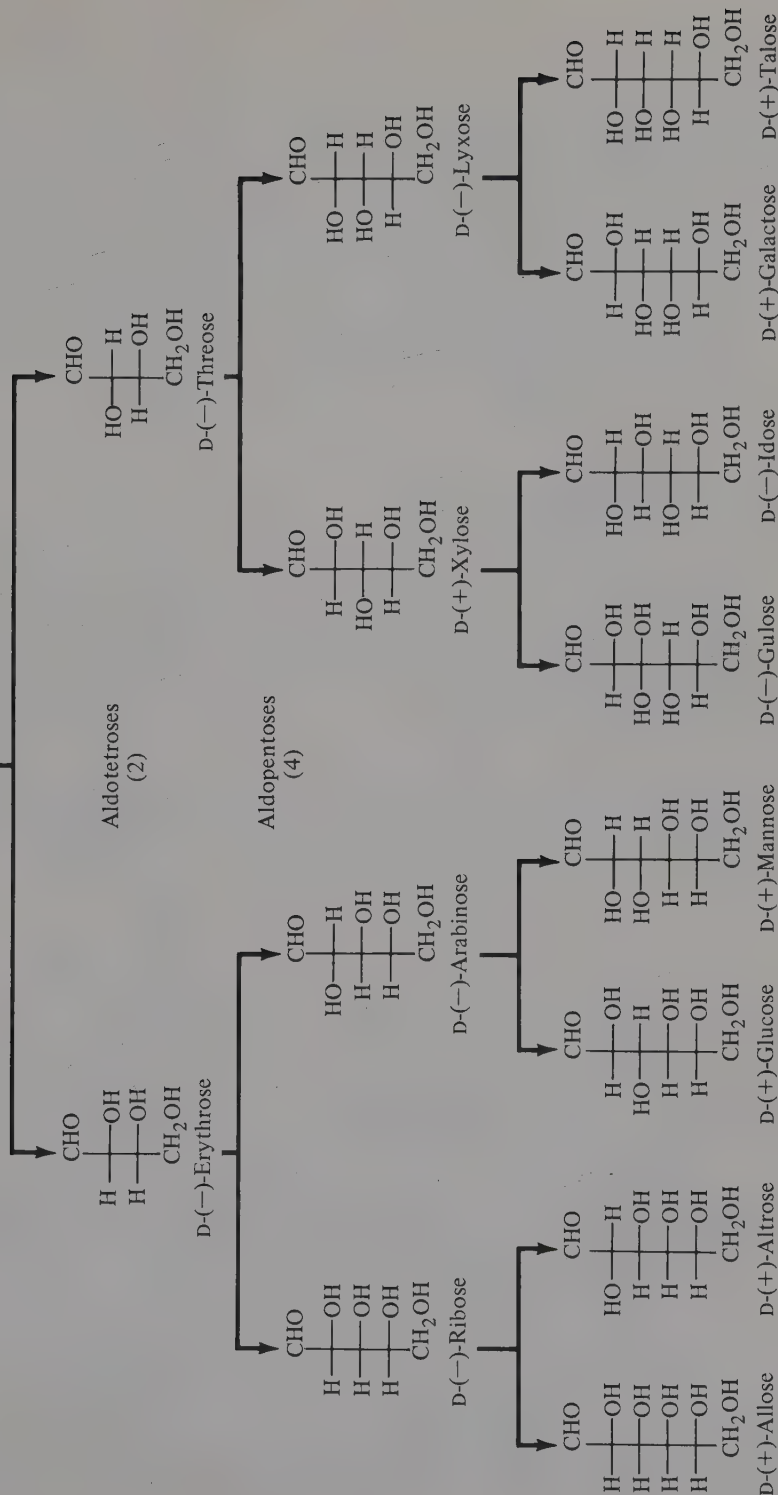 CHO
H OH
H OH
CH2OH
D-(−)-Erythrose
Aldotetroses
(2)
CHO
HO H
H OH
CH2OH
D-(−)-Threose
CHO
H OH
H OH
H OH
CH2OH
D-(−)-Ribose
CHO
HO H
H OH
H OH
CH2OH
D-(−)-Arabinose
Aldopentoses
(4)
CHO
H OH
HO H
H OH
CH2OH
D-(+)-Xylose
CHO
HO H
HO H
H OH
CH2OH
D-(−)-Lyxose
CHO
H OH
H OH
H OH
H OH
CH2OH
D-(+)-Allose
CHO
HO H
H OH
H OH
H OH
CH2OH
D-(+)-Altrose
CHO
H OH
HO H
H OH
H OH
CH2OH
D-(+)-Glucose
CHO
HO H
HO H
H OH
H OH
CH2OH
D-(+)-Mannose
CHO
H OH
HO OH
HO H
H OH
CH2OH
D-(−)-Gulose
CHO
HO H
H OH
HO H
H OH
CH2OH
D-(−)-Idose
CHO
H OH
HO H
HO H
H OH
CH2OH
D-(+)-Galactose
CHO
HO H
HO H
HO H
H OH
CH2OH
D-(+)-Talose